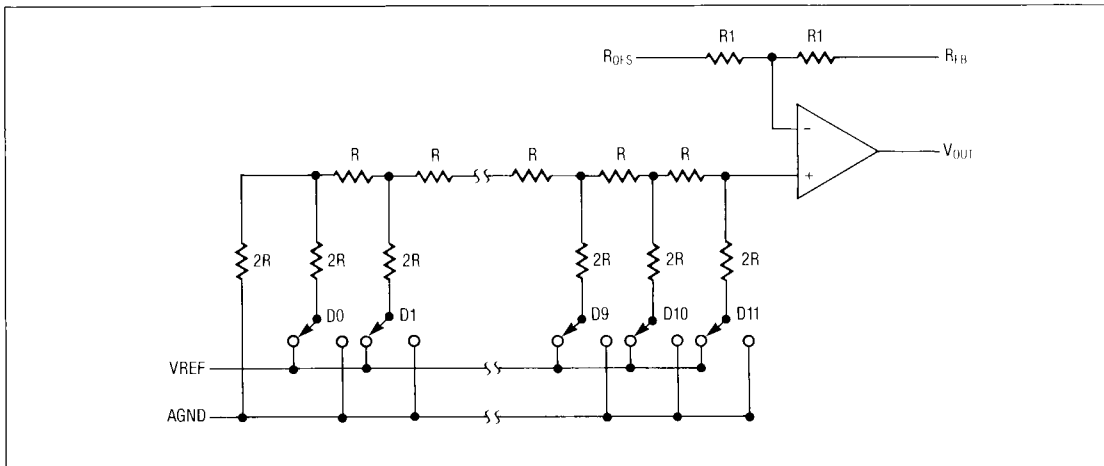 R1 R1
ROFS RFB
−
VOUT
+
R R R R R
2R 2R 2R 2R 2R 2R
D0 D1 D9 D10 D11
VREF
AGND